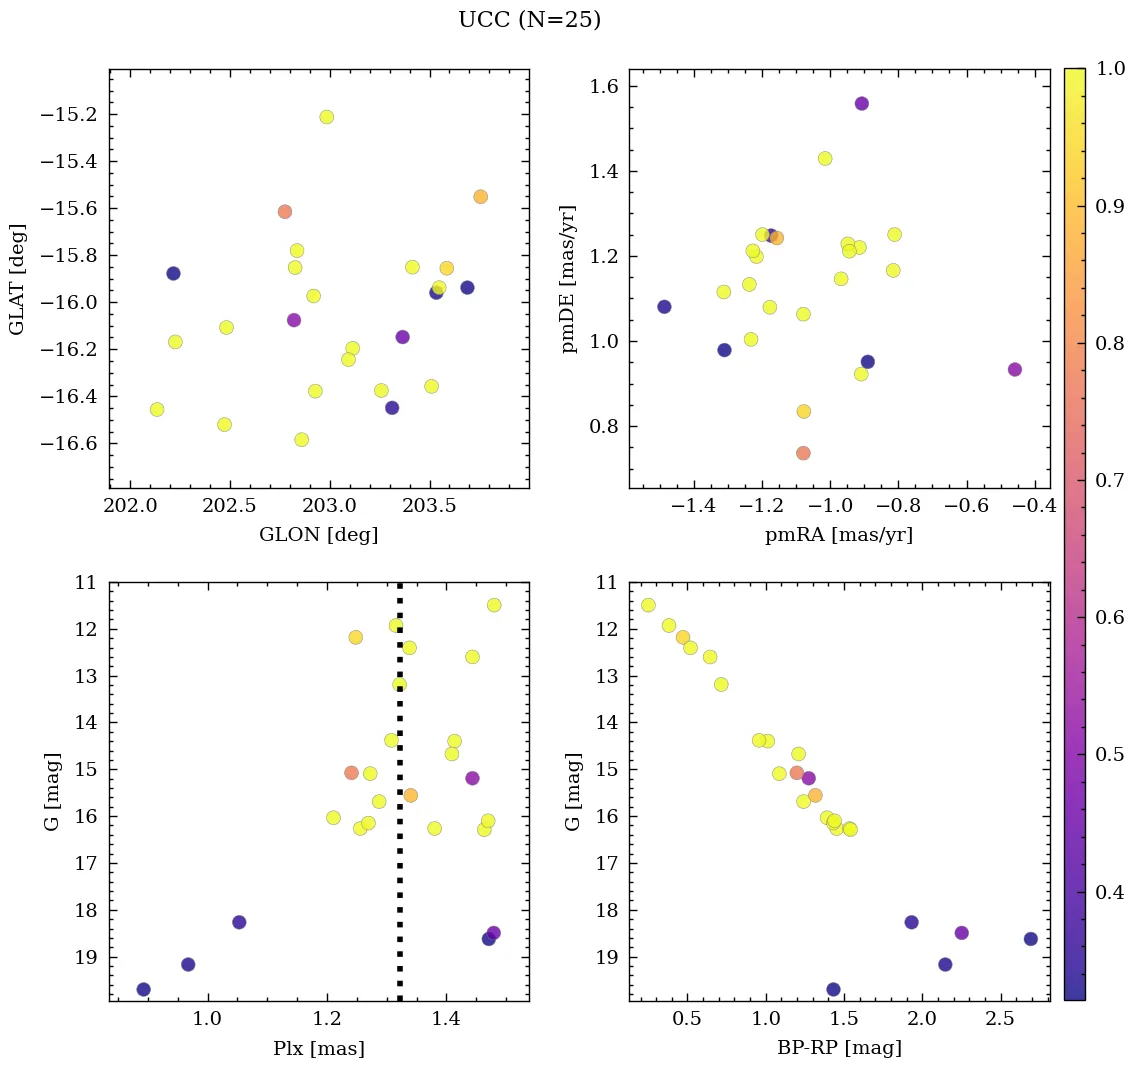 UCC (N=25)
−15.2
−15.4
−15.6
−15.8
−16.0
−16.2
−16.4
−16.6
GLAT [deg]
202.0 202.5 203.0 203.5
GLON [deg]
1.6
1.4
1.2
1.0
0.8
pmDE [mas/yr]
−1.4 −1.2 −1.0 −0.8 −0.6 −0.4
pmRA [mas/yr]
11
12
13
14
15
16
17
18
19
G [mag]
1.0 1.2 1.4
Plx [mas]
11
12
13
14
15
16
17
18
19
G [mag]
0.5 1.0 1.5 2.0 2.5
BP-RP [mag]
1.0
0.9
0.8
0.7
0.6
0.5
0.4